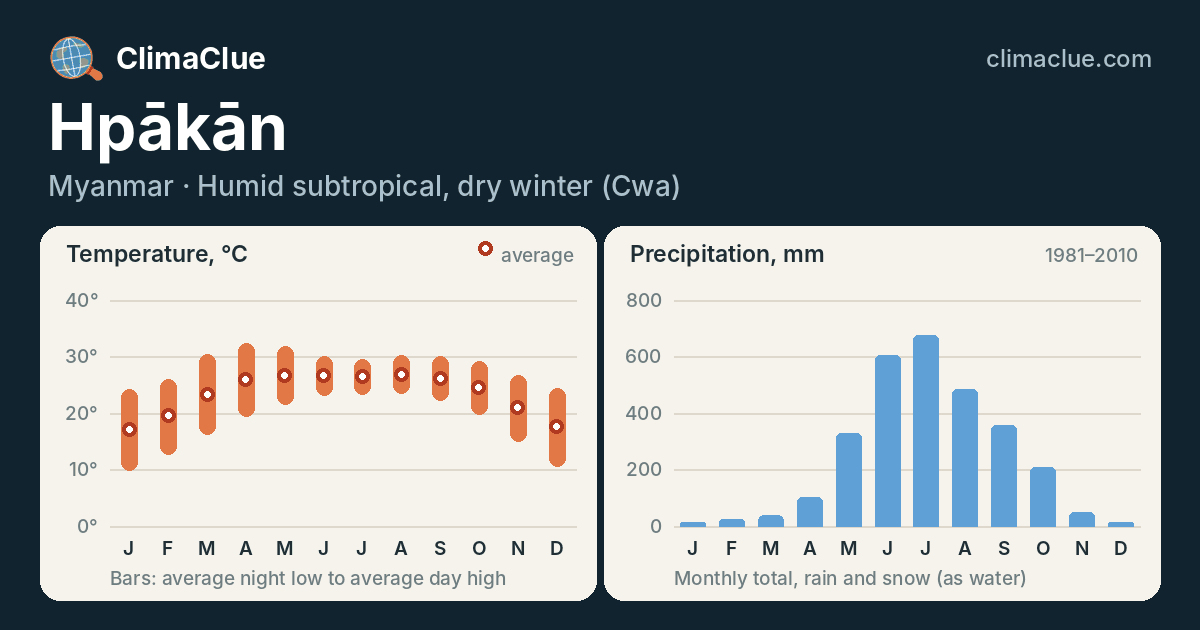 ClimaClue
climaclue.com
Hpākān
Myanmar · Humid subtropical, dry winter (Cwa)
Temperature, °C
average
40°
30°
20°
10°
0°
J F M A M J J A S O N D
Bars: average night low to average day high
Precipitation, mm
1981–2010
800
600
400
200
0
J F M A M J J A S O N D
Monthly total, rain and snow (as water)